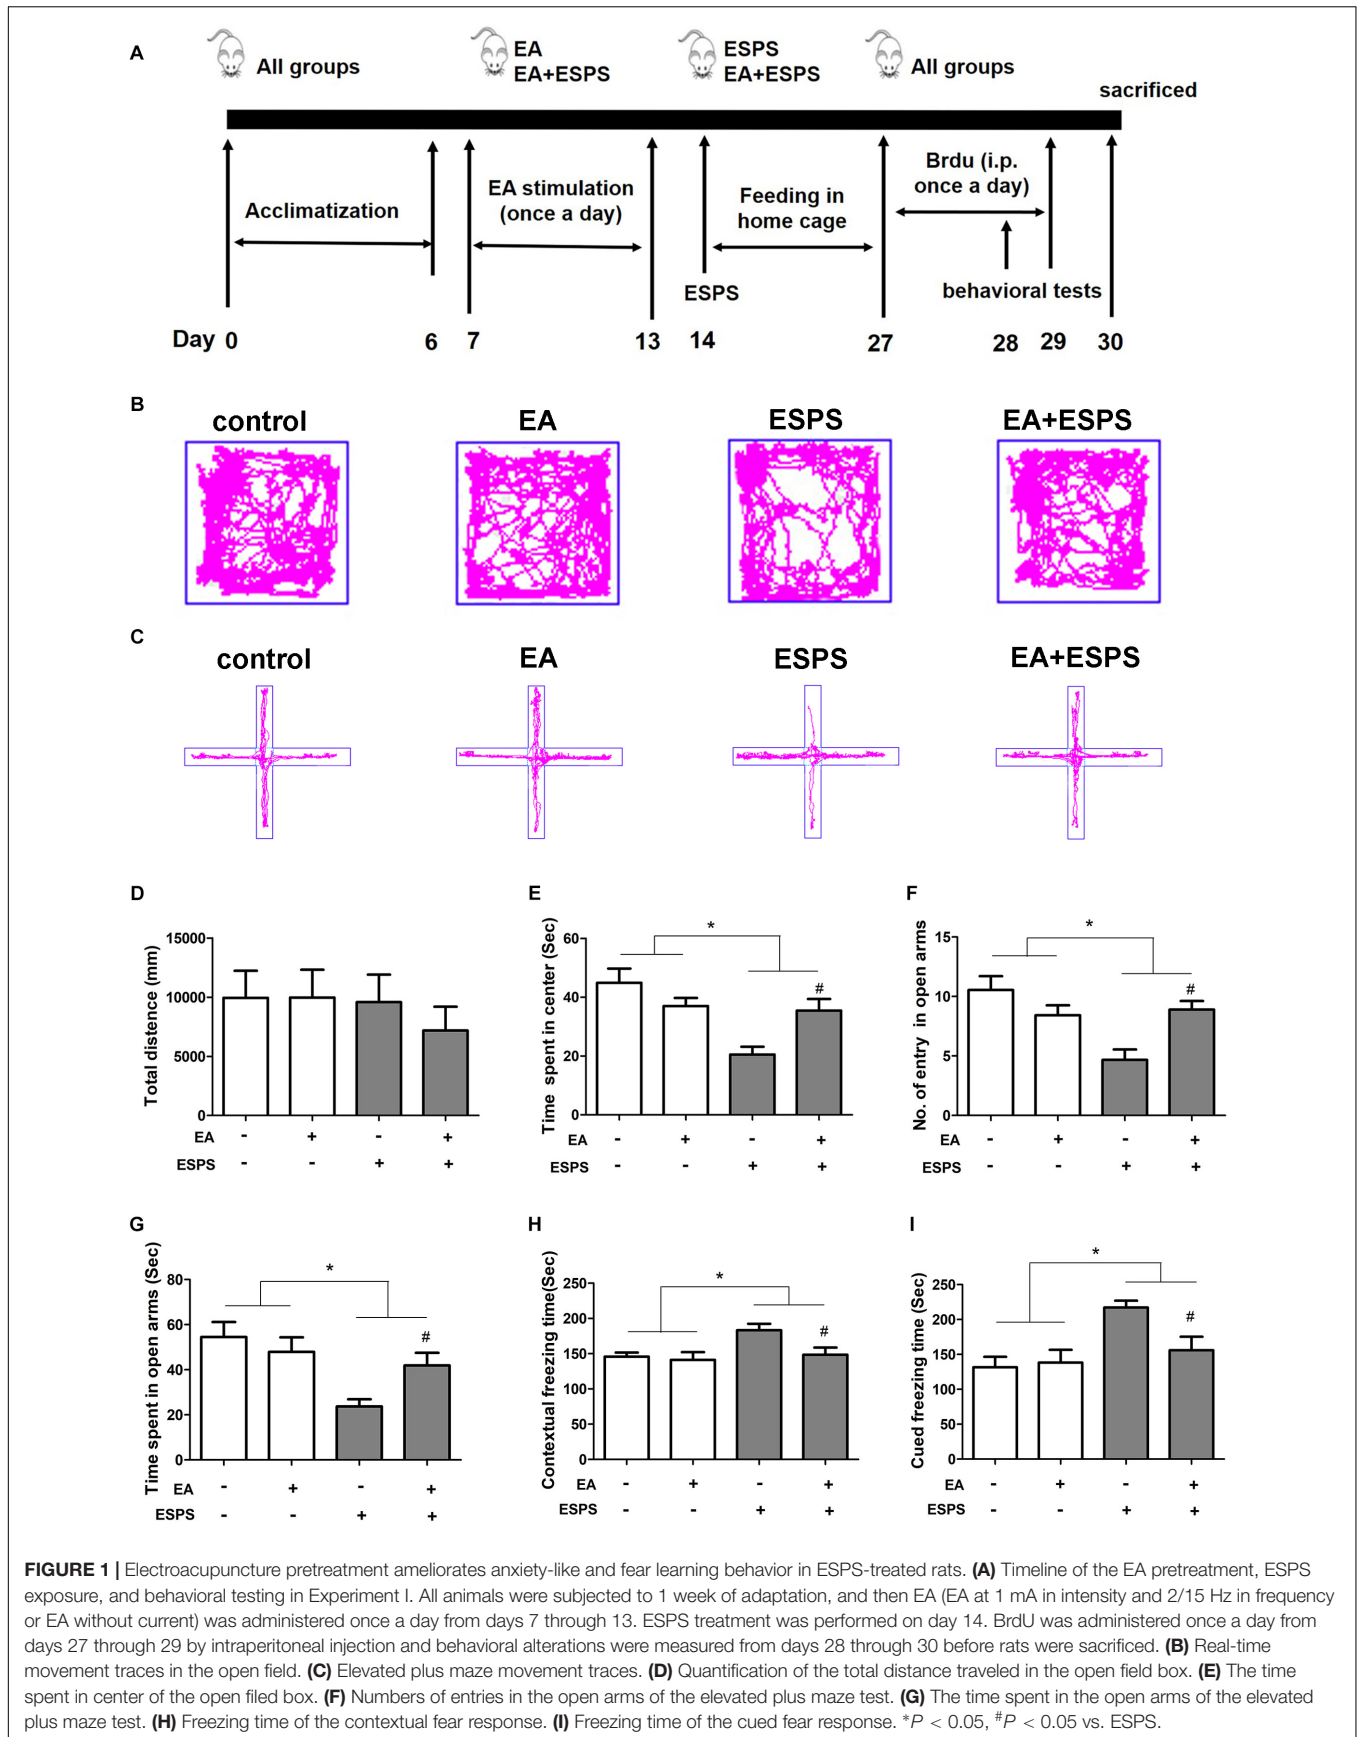 A
All groups
EA
EA+ESPS
ESPS
EA+ESPS
All groups
sacrificed
Acclimatization
EA stimulation
(once a day)
Feeding in
home cage
Brdu (i.p.
once a day)
ESPS
behavioral tests
Day 0 6 7 13 14 27 28 29 30
B
control EA ESPS EA+ESPS
C
control EA ESPS EA+ESPS
D
Total distence (mm)
15000
10000
5000
0
EA - + - +
ESPS - - + +
E
Time spent in center (Sec)
60
40
20
0
*
#
EA - + - +
ESPS - - + +
F
No. of entry in open arms
15
10
5
0
*
#
EA - + - +
ESPS - - + +
G
Time spent in open arms (Sec)
80
60
40
20
0
*
#
EA - + - +
ESPS - - + +
H
Contextual freezing time(Sec)
250
200
150
100
50
0
*
#
EA - + - +
ESPS - - + +
I
Cued freezing time (Sec)
250
200
150
100
50
0
*
#
EA - + - +
ESPS - - + +
FIGURE 1 | Electroacupuncture pretreatment ameliorates anxiety-like and fear learning behavior in ESPS-treated rats. (A) Timeline of the EA pretreatment, ESPS
exposure, and behavioral testing in Experiment I. All animals were subjected to 1 week of adaptation, and then EA (EA at 1 mA in intensity and 2/15 Hz in frequency
or EA without current) was administered once a day from days 7 through 13. ESPS treatment was performed on day 14. BrdU was administered once a day from
days 27 through 29 by intraperitoneal injection and behavioral alterations were measured from days 28 through 30 before rats were sacrificed. (B) Real-time
movement traces in the open field. (C) Elevated plus maze movement traces. (D) Quantification of the total distance traveled in the open field box. (E) The time
spent in center of the open filed box. (F) Numbers of entries in the open arms of the elevated plus maze test. (G) The time spent in the open arms of the elevated
plus maze test. (H) Freezing time of the contextual fear response. (I) Freezing time of the cued fear response. *P < 0.05, #P < 0.05 vs. ESPS.